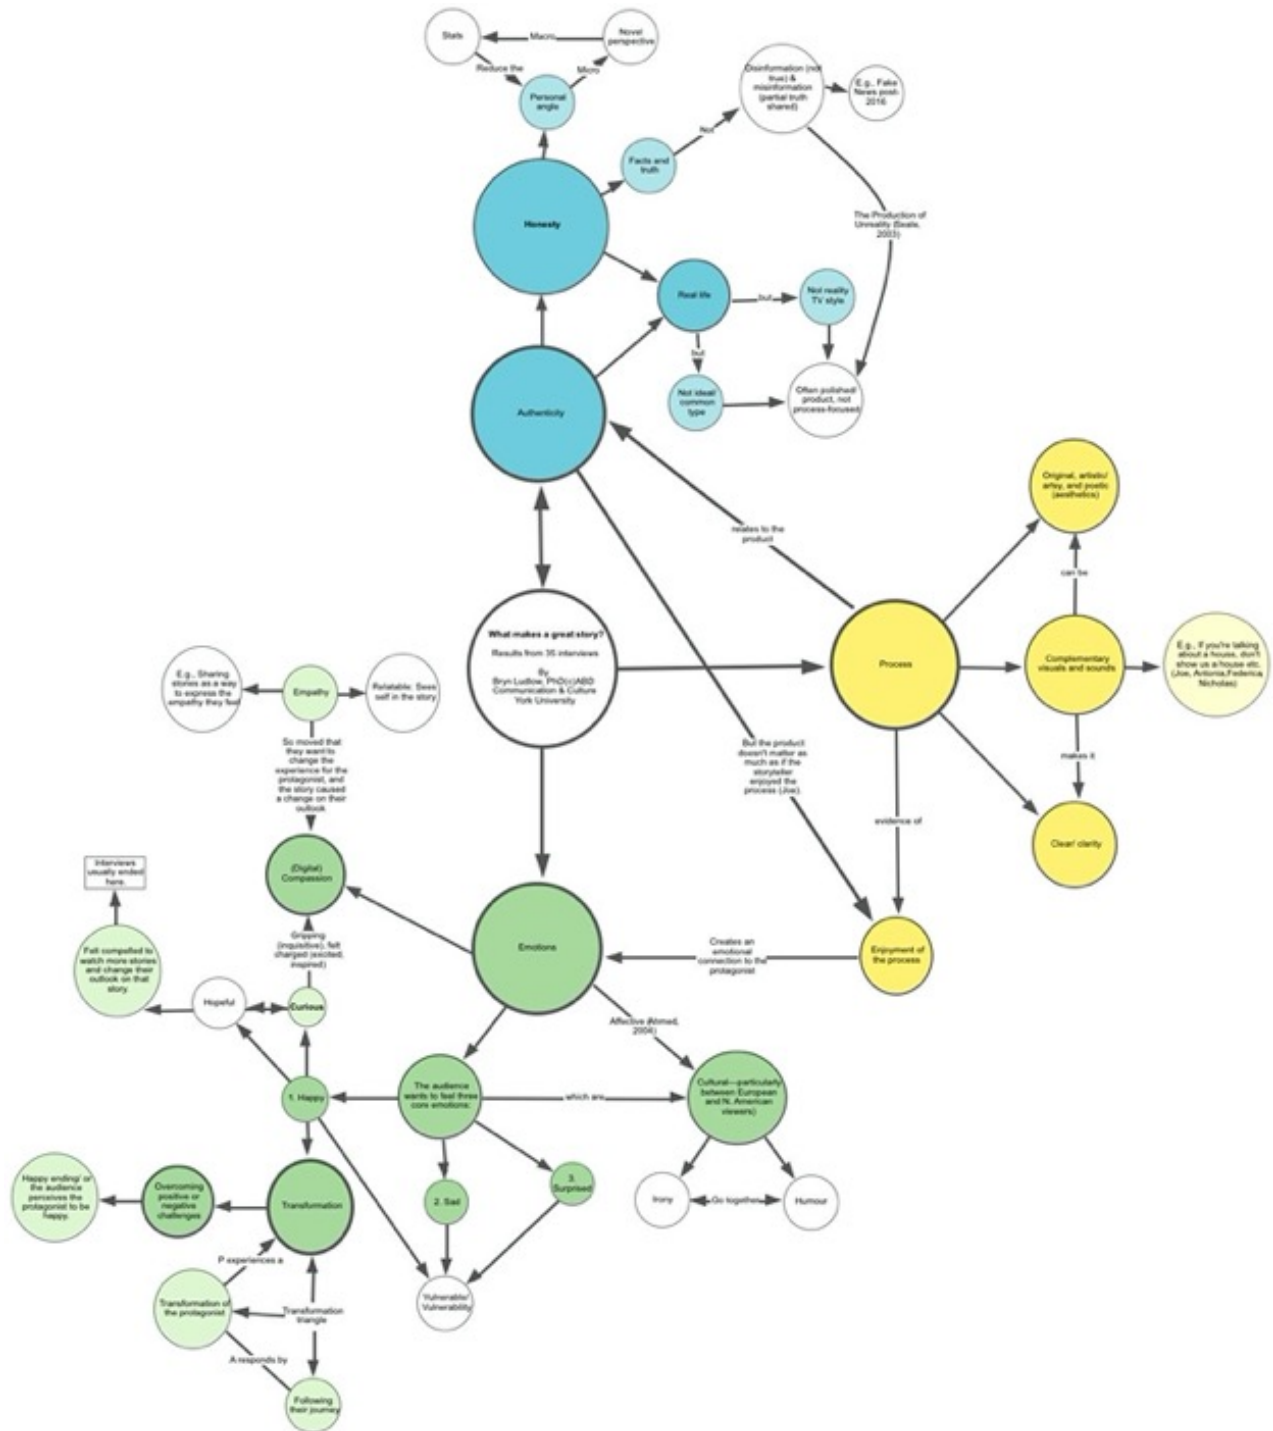 Stats
Macro
Novel
perspective
Reduce the
Micro
Personal
angle
Disinformation (not
true) &
misinformation
(partial truth
shared)
E.g., Fake
News post-
2016
Not
Facts and
truth
Honesty
The Production of
Unreality (Seale,
2003)
Real life
but
Not reality
TV style
but
Not ideal/
common
type
Often polished/
product, not
process-focused
Authenticity
Original, artistic/
artsy, and poetic
(aesthetics)
relates to the
product
can be
What makes a great story?
Results from 35 interviews
By
Bryn Ludlow, PhD(c)ABD
Communication & Culture
York University
Process
Complementary
visuals and sounds
E.g., If you're talking
about a house, don't
show us a house etc.
(Joe, Antonia,Federica,
Nicholas)
E.g., Sharing
stories as a way
to express the
empathy they feel
Empathy
Relatable: Sees
self in the story
So moved that
they want to
change the
experience for the
protagonist, and
the story caused
a change on their
outlook
But the product
doesn't matter as
much as if the
storyteller
enjoyed the
process (Joe).
makes it
evidence of
Clear/ clarity
(Digital)
Compassion
Interviews
usually ended
here.
Gripping
(inquisitive), felt
charged (excited,
inspired)
Felt compelled to
watch more stories
and change their
outlook on that
story.
Emotions
Creates an
emotional
connection to the
protagonist
Enjoyment of
the process
Hopeful
Curious
Affective (Ahmed,
2004)
1. Happy
The audience
wants to feel three
core emotions:
which are
Cultural—particularly
between European
and N. American
viewers)
Happy ending/ or
the audience
perceives the
protagonist to be
happy.
Overcoming
positive or
negative
challenges
Transformation
2. Sad
3.
Surprised
Irony
Go together
Humour
P experiences a
Transformation of
the protagonist
Transformation
triangle
Vulnerable/
Vulnerability
A responds by
Following
their journey